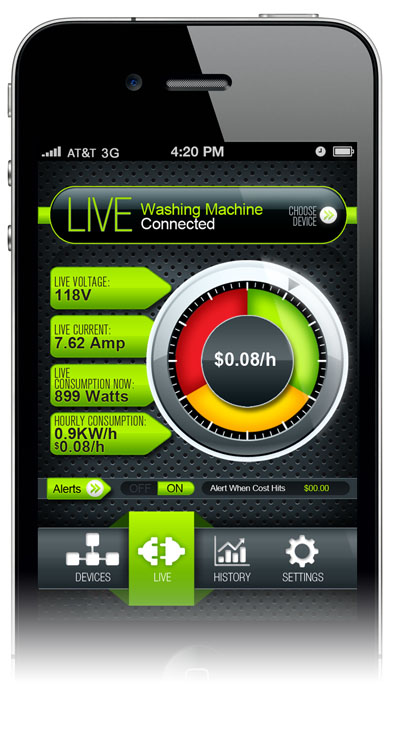 AT&T 3G
4:20 PM
LIVE
Washing Machine
Connected
CHOOSE
DEVICE
LIVE VOLTAGE:
118V
LIVE CURRENT:
7.62 Amp
LIVE
CONSUMPTION NOW:
899 Watts
HOURLY CONSUMPTION:
0.9KW/h
$0.08/h
$0.08/h
Alerts
OFF
ON
Alert When Cost Hits
$00.00
DEVICES
LIVE
HISTORY
SETTINGS